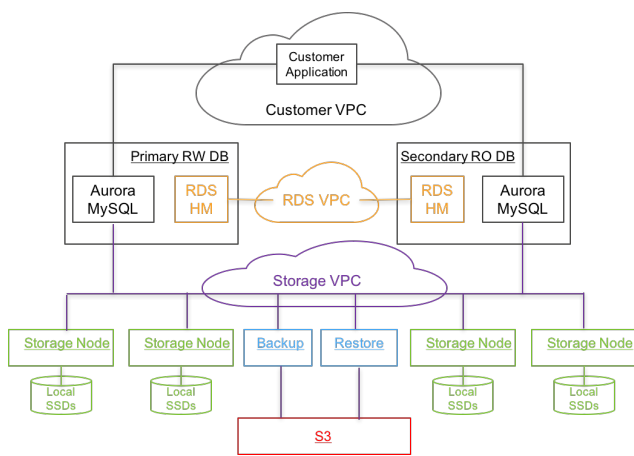 Customer
Application
Customer VPC
Primary RW DB
Aurora
MySQL
RDS
HM
RDS VPC
Secondary RO DB
RDS
HM
Aurora
MySQL
Storage VPC
Storage Node
Storage Node
Backup
Restore
Storage Node
Storage Node
Local
SSDs
Local
SSDs
Local
SSDs
Local
SSDs
S3